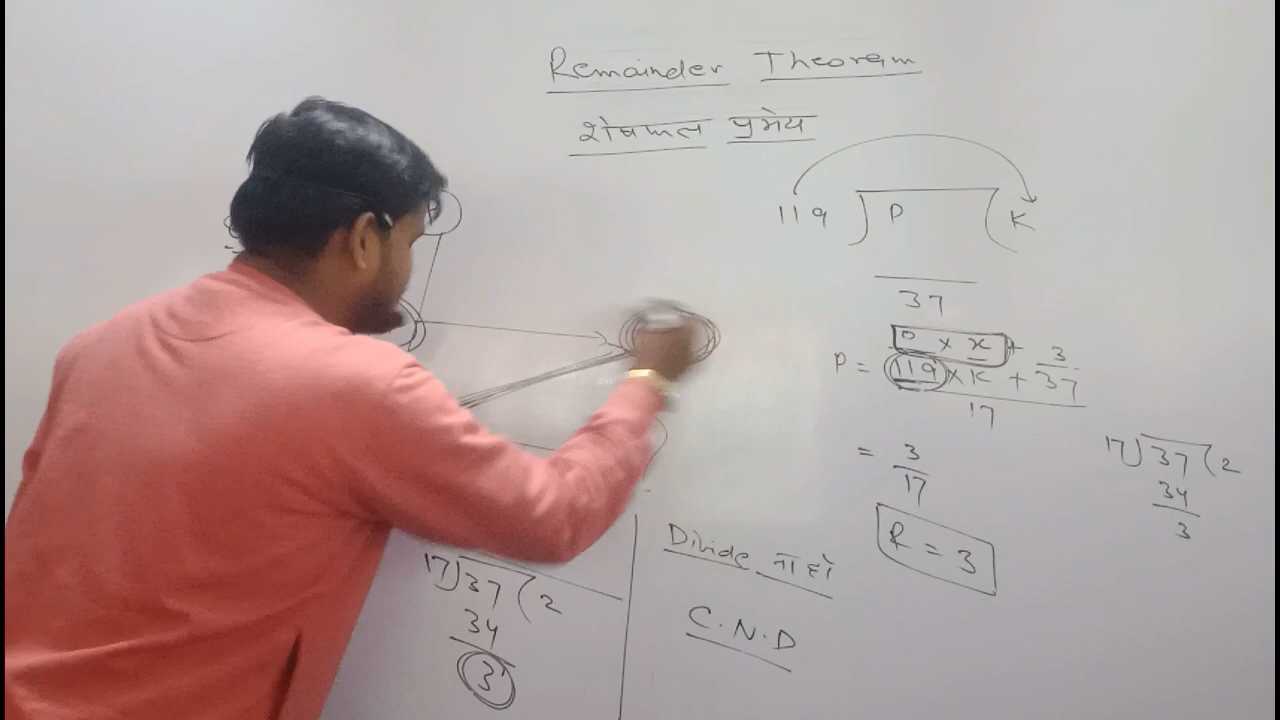 Remainder Theorem
शेषफल प्रमेय
119 ) P ( K
37
0 × x + 3
P = 119 × K + 37
17
= 3
17
R = 3
17 ) 37 ( 2
34
3
17 ) 37 ( 2
34
3
Divide ना हो
C.N.D